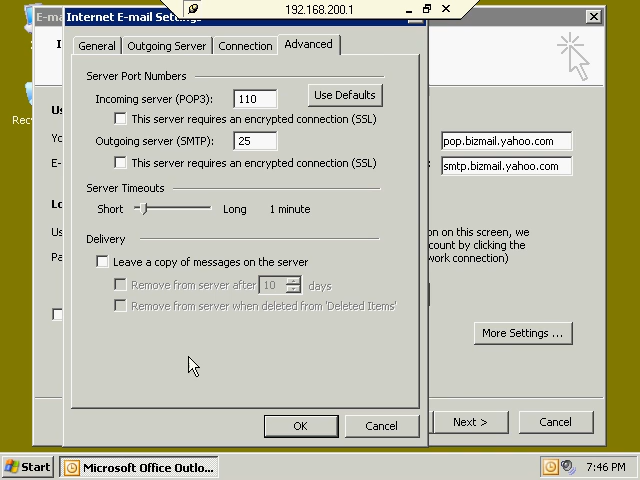 192.168.200.1
E-m
Internet E-mail Settings
General
Outgoing Server
Connection
Advanced
Server Port Numbers
Incoming server (POP3):
110
Use Defaults
This server requires an encrypted connection (SSL)
Outgoing server (SMTP):
25
This server requires an encrypted connection (SSL)
Server Timeouts
Short
Long
1 minute
Delivery
Leave a copy of messages on the server
Remove from server after
10
days
Remove from server when deleted from 'Deleted Items'
OK
Cancel
pop.bizmail.yahoo.com
smtp.bizmail.yahoo.com
on on this screen, we
count by clicking the
work connection)
More Settings ...
Next >
Cancel
Start
Microsoft Office Outlo...
7:46 PM